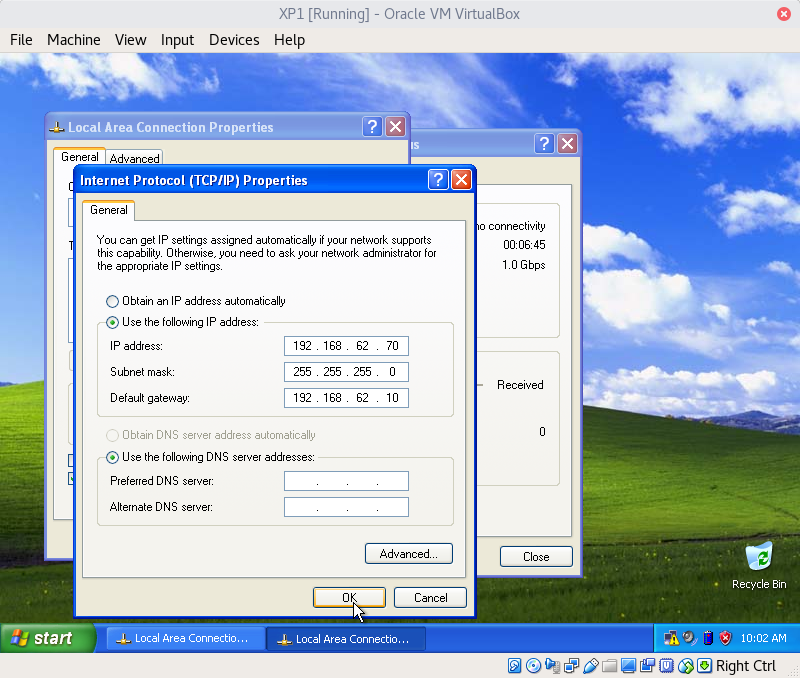 XP1 [Running] - Oracle VM VirtualBox
File Machine View Input Devices Help
Local Area Connection Properties
General Advanced
Internet Protocol (TCP/IP) Properties
General
You can get IP settings assigned automatically if your network supports
this capability. Otherwise, you need to ask your network administrator for
the appropriate IP settings.
Obtain an IP address automatically
Use the following IP address:
IP address: 192 . 168 . 62 . 70
Subnet mask: 255 . 255 . 255 . 0
Default gateway: 192 . 168 . 62 . 10
Obtain DNS server address automatically
Use the following DNS server addresses:
Preferred DNS server: . . .
Alternate DNS server: . . .
Advanced...
OK Cancel
no connectivity
00:06:45
1.0 Gbps
Received
0
Close
Recycle Bin
start Local Area Connectio... Local Area Connectio... 10:02 AM
Right Ctrl